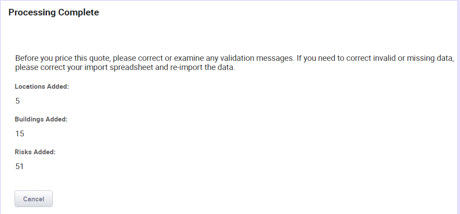 Processing Complete
Before you price this quote, please correct or examine any validation messages. If you need to correct invalid or missing data,
please correct your import spreadsheet and re-import the data.
Locations Added:
5
Buildings Added:
15
Risks Added:
51
Cancel